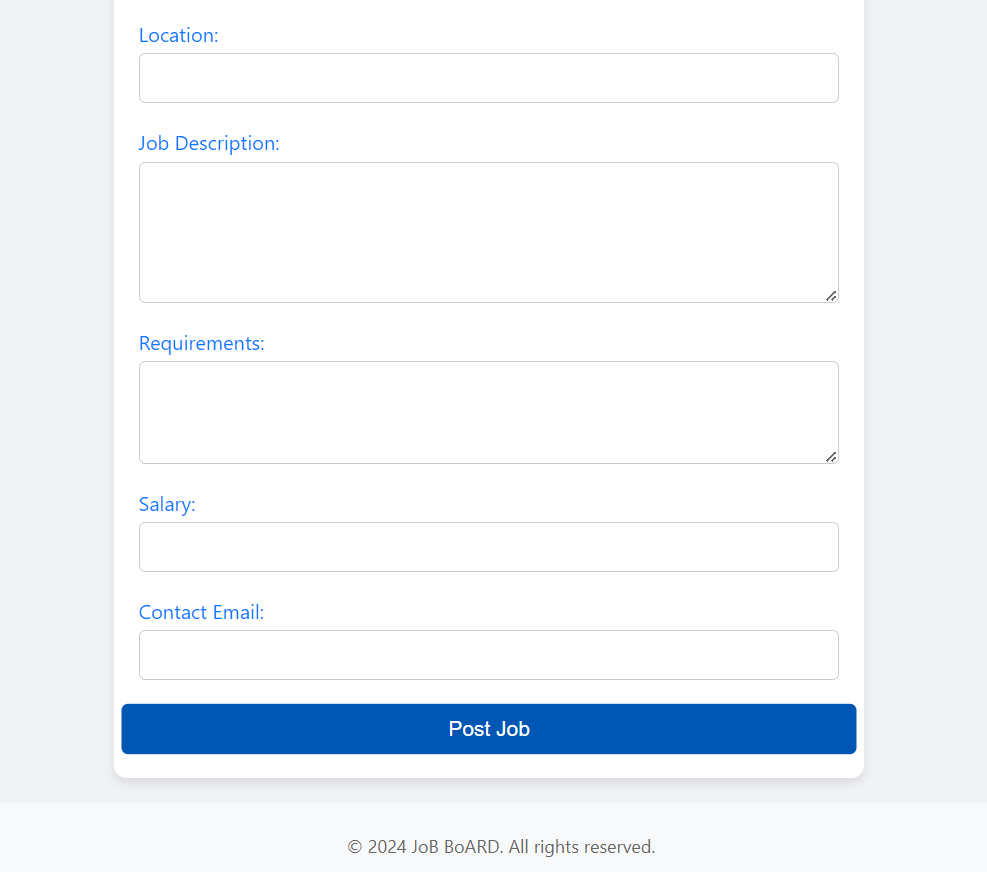 Location:
Job Description:
Requirements:
Salary:
Contact Email:
Post Job
© 2024 JoB BoARD. All rights reserved.